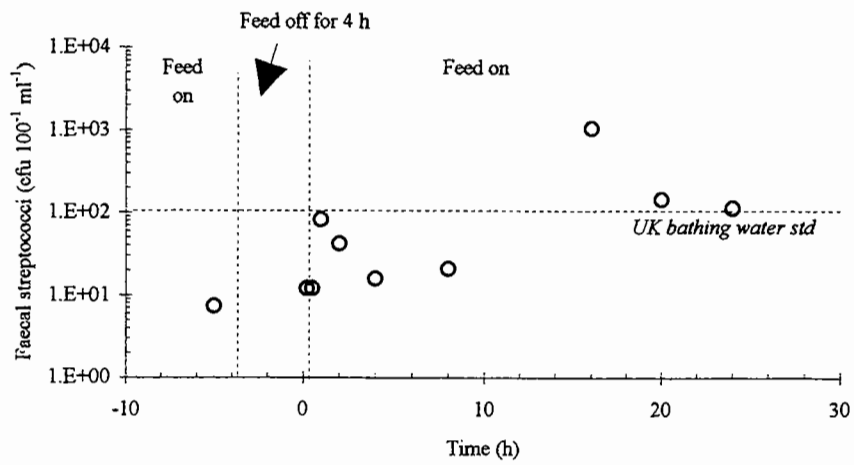 Feed off for 4 h
1.E+04
Feed
on
Feed on
1.E+03
1.E+02
UK bathing water std
1.E+01
1.E+00
Faecal streptococci (cfu 100⁻¹ ml⁻¹)
-10
0
10
20
30
Time (h)